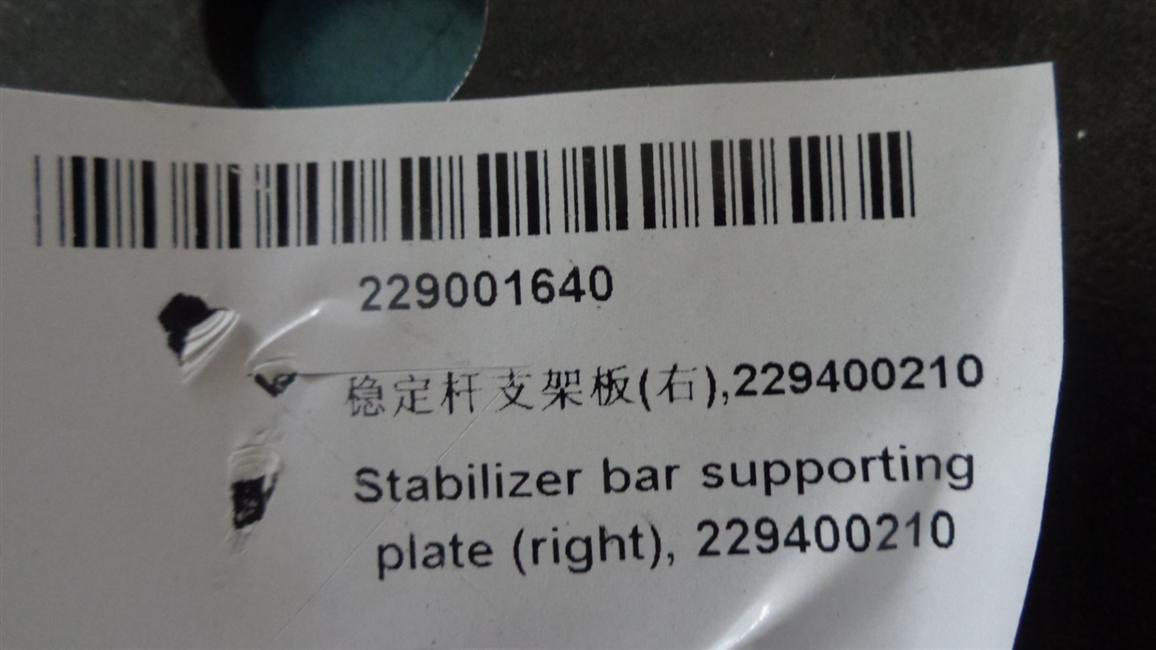 229001640
稳定杆支架板(右),229400210
Stabilizer bar supporting
plate (right), 229400210